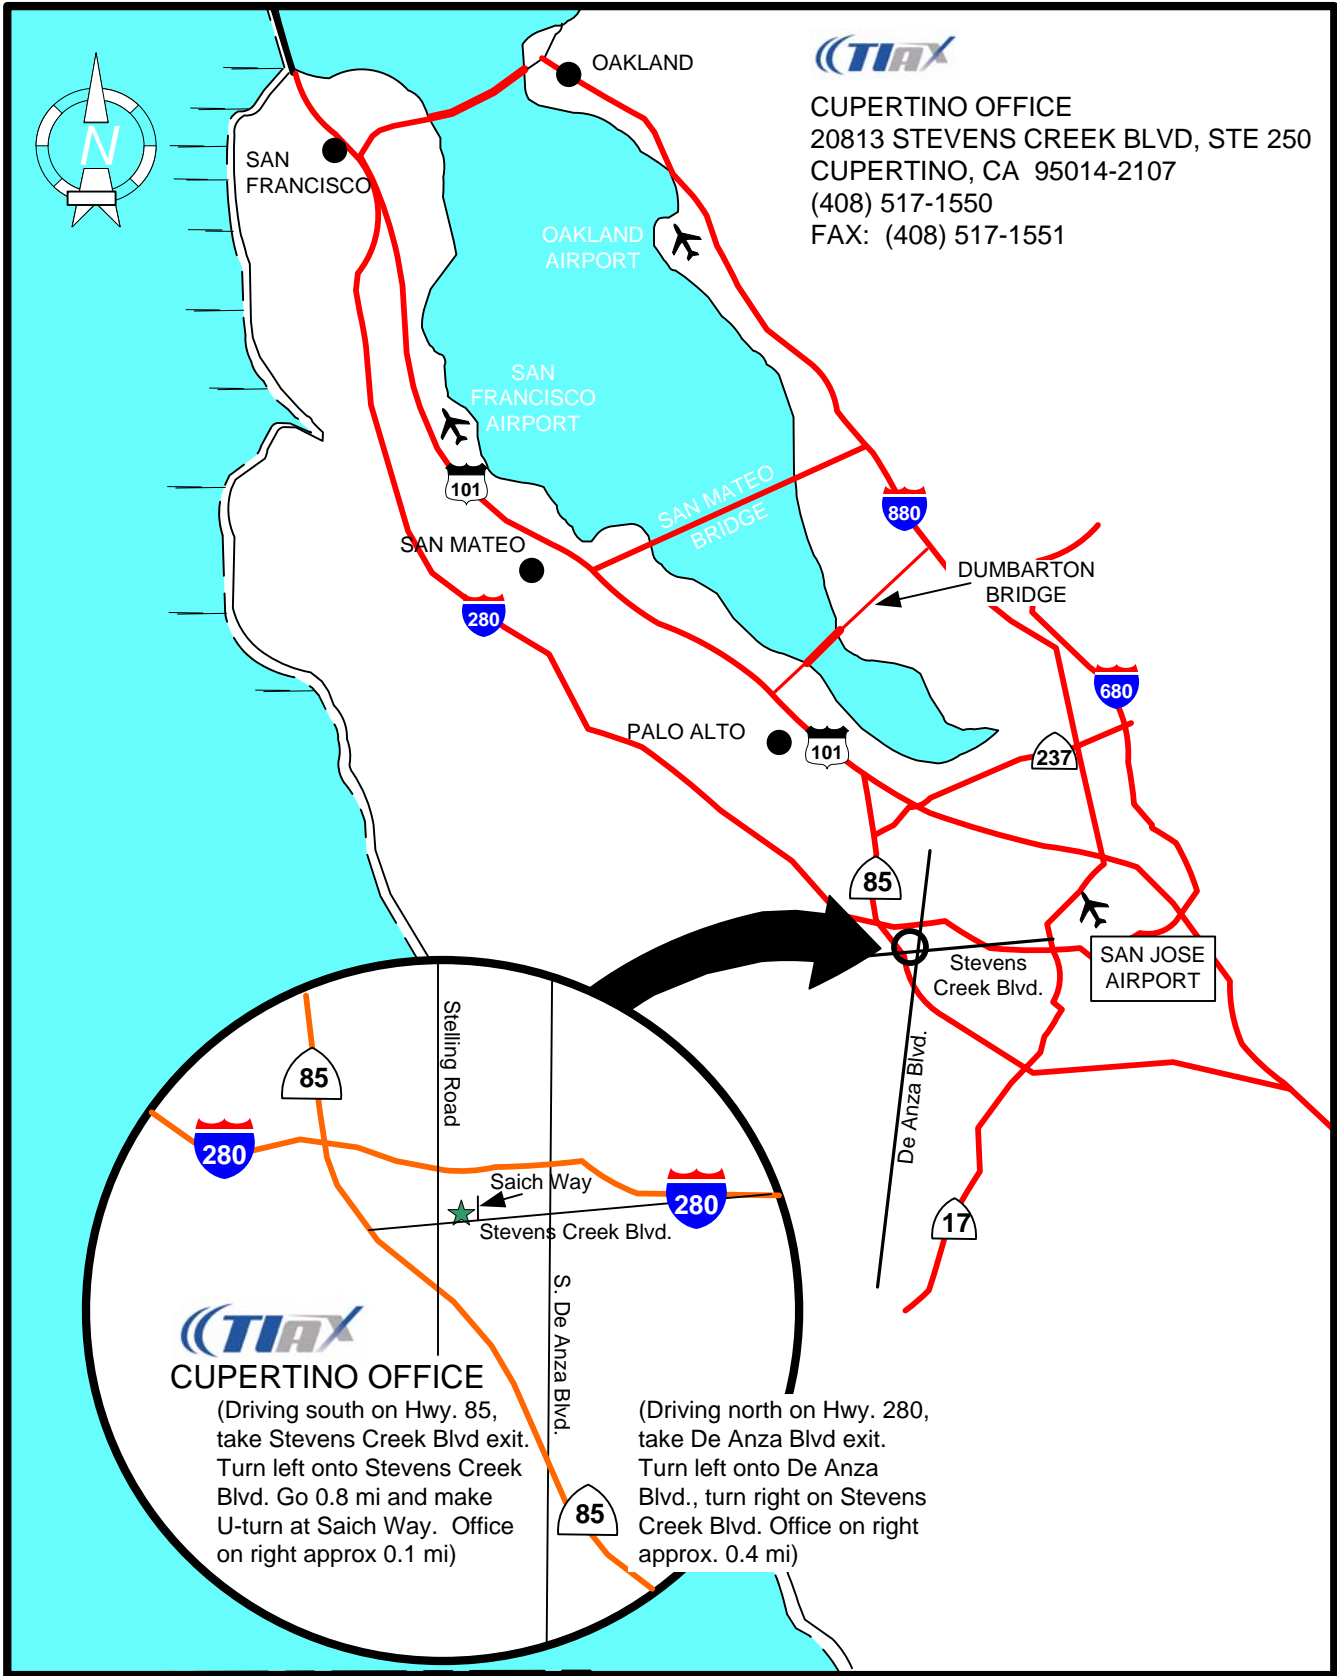 TIAX
CUPERTINO OFFICE
20813 STEVENS CREEK BLVD, STE 250
CUPERTINO, CA 95014-2107
(408) 517-1550
FAX: (408) 517-1551
N
OAKLAND
SAN
FRANCISCO
OAKLAND
AIRPORT
SAN
FRANCISCO
AIRPORT
101
SAN MATEO
BRIDGE
880
SAN MATEO
DUMBARTON
BRIDGE
280
680
PALO ALTO
101
237
85
Stevens
Creek Blvd.
SAN JOSE
AIRPORT
De Anza Blvd.
17
Stelling Road
85
280
Saich Way
280
Stevens Creek Blvd.
S. De Anza Blvd.
TIAX
CUPERTINO OFFICE
(Driving south on Hwy. 85,
take Stevens Creek Blvd exit.
Turn left onto Stevens Creek
Blvd. Go 0.8 mi and make
U-turn at Saich Way. Office
on right approx 0.1 mi)
85
(Driving north on Hwy. 280,
take De Anza Blvd exit.
Turn left onto De Anza
Blvd., turn right on Stevens
Creek Blvd. Office on right
approx. 0.4 mi)